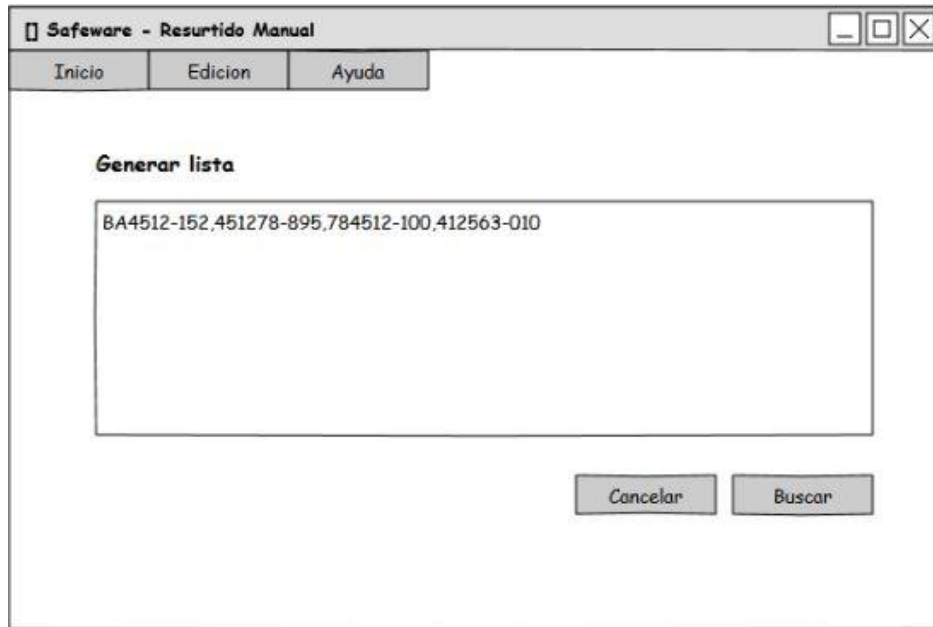 [] Safeware - Resurtido Manual
Inicio Edicion Ayuda
Generar lista
BA4512-152,451278-895,784512-100,412563-010
Cancelar Buscar